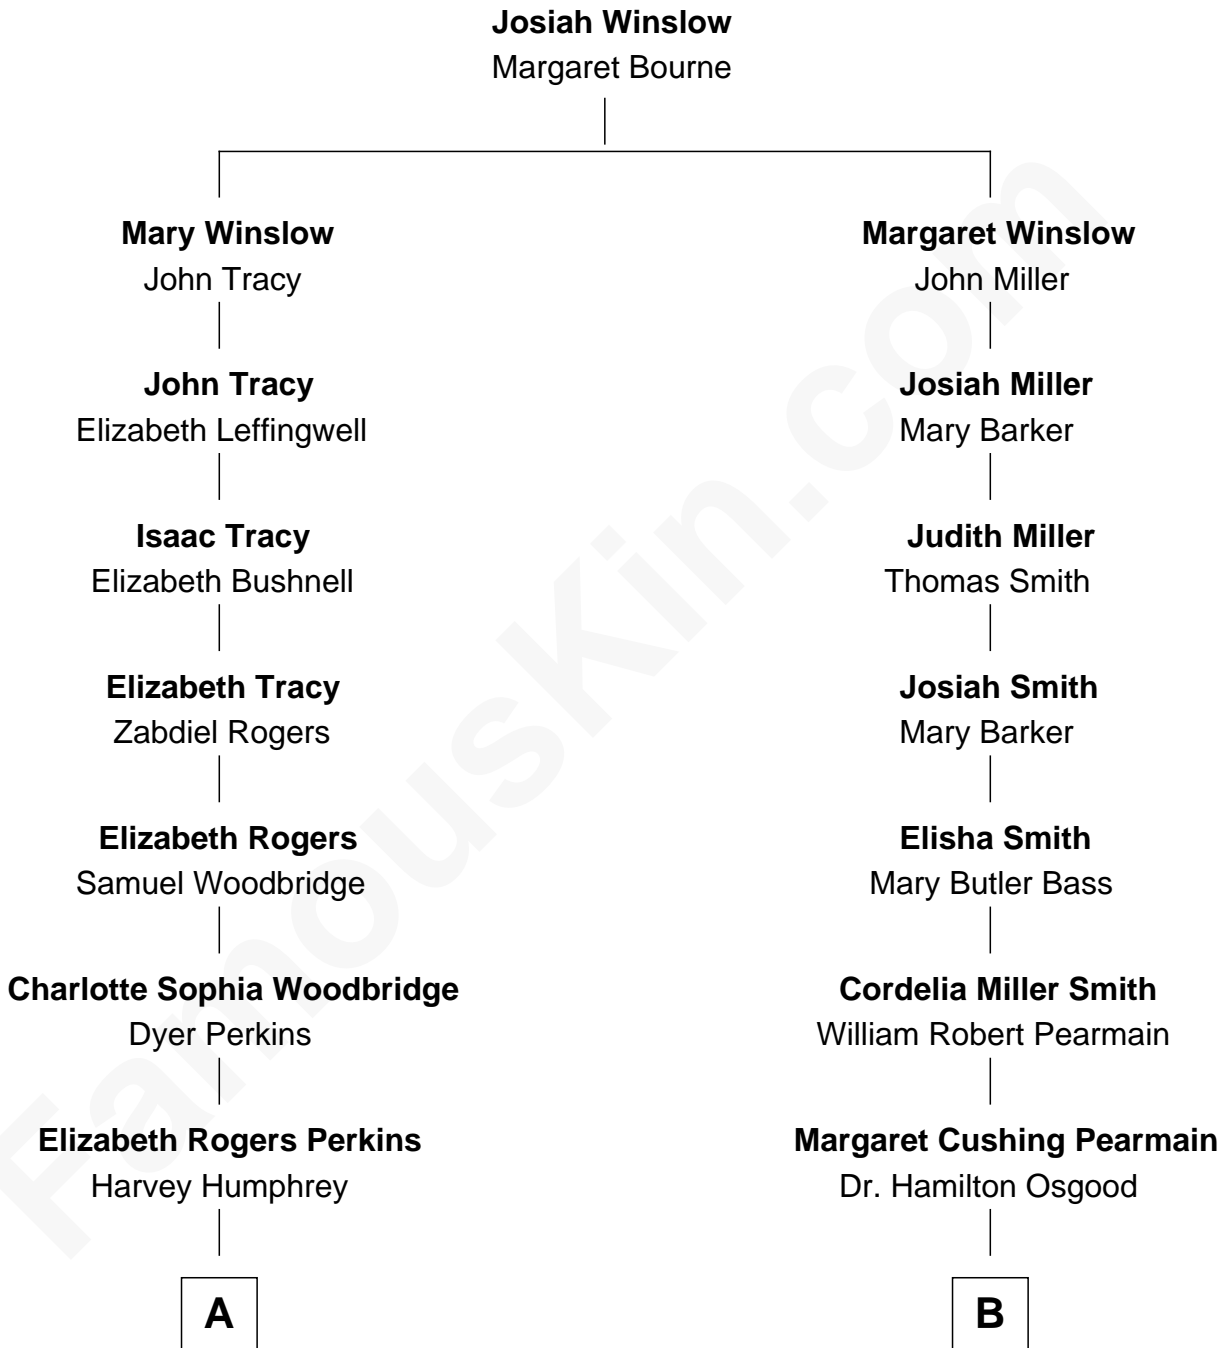 Josiah Winslow
Margaret Bourne
Mary Winslow
John Tracy
Margaret Winslow
John Miller
John Tracy
Elizabeth Leffingwell
Josiah Miller
Mary Barker
Isaac Tracy
Elizabeth Bushnell
Judith Miller
Thomas Smith
Elizabeth Tracy
Zabdiel Rogers
Josiah Smith
Mary Barker
Elizabeth Rogers
Samuel Woodbridge
Elisha Smith
Mary Butler Bass
Charlotte Sophia Woodbridge
Dyer Perkins
Cordelia Miller Smith
William Robert Pearmain
Elizabeth Rogers Perkins
Harvey Humphrey
Margaret Cushing Pearmain
Dr. Hamilton Osgood
A
B
FamousKin.com